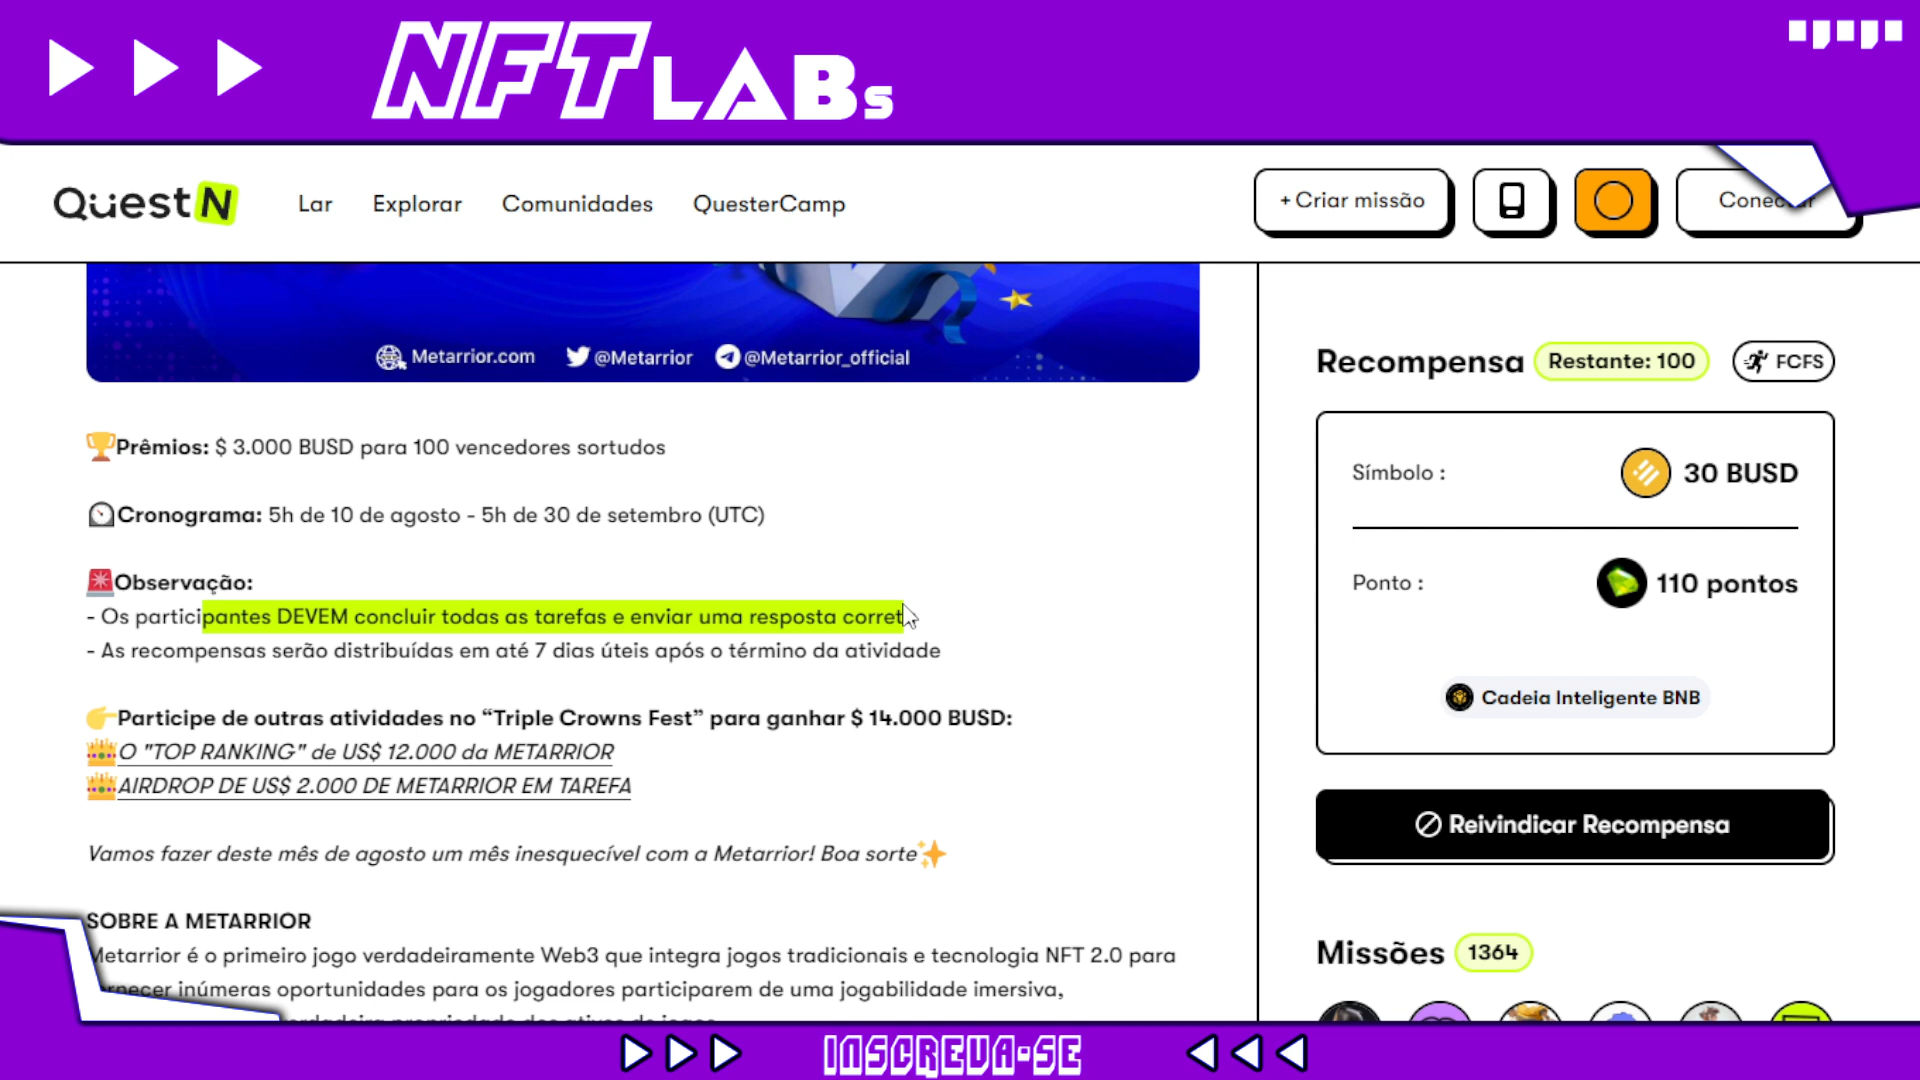 NFT LABs
QuestN
Lar
Explorar
Comunidades
QuesterCamp
+ Criar missão
Metarrior.com
@Metarrior
@Metarrior_official
Prêmios: $ 3.000 BUSD para 100 vencedores sortudos
Cronograma: 5h de 10 de agosto - 5h de 30 de setembro (UTC)
Observação:
- Os participantes DEVEM concluir todas as tarefas e enviar uma resposta corret
- As recompensas serão distribuídas em até 7 dias úteis após o término da atividade
Participe de outras atividades no “Triple Crowns Fest” para ganhar $ 14.000 BUSD:
O "TOP RANKING" de US$ 12.000 da METARRIOR
AIRDROP DE US$ 2.000 DE METARRIOR EM TAREFA
Vamos fazer deste mês de agosto um mês inesquecível com a Metarrior! Boa sorte
SOBRE A METARRIOR
Metarrior é o primeiro jogo verdadeiramente Web3 que integra jogos tradicionais e tecnologia NFT 2.0 para
inúmeras oportunidades para os jogadores participarem de uma jogabilidade imersiva,
Recompensa
Restante: 100
FCFS
Símbolo :
30 BUSD
Ponto :
110 pontos
Cadeia Inteligente BNB
Reivindicar Recompensa
Missões
1364
INSCREVA-SE